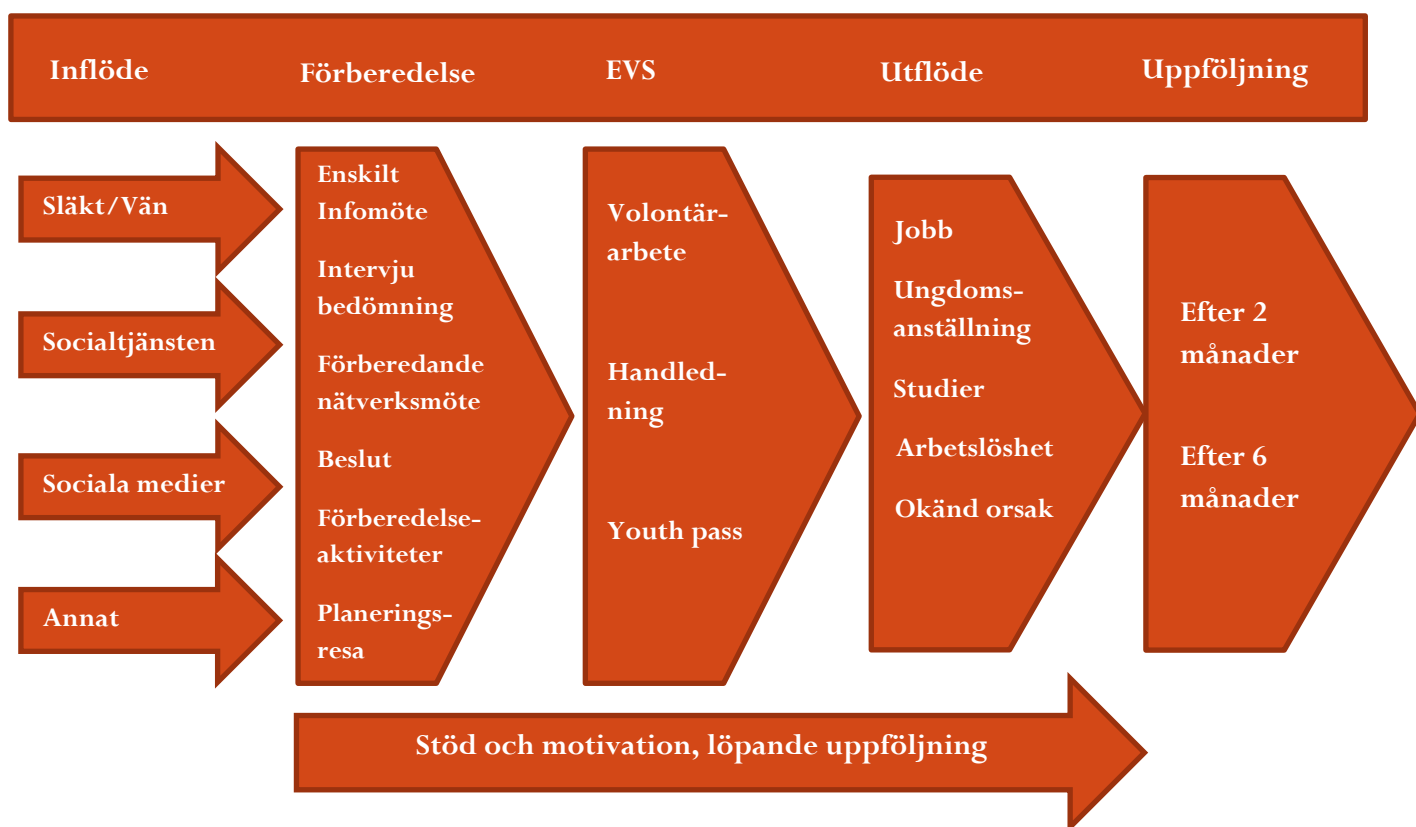 Inflöde
Förberedelse
EVS
Utflöde
Uppföljning
Släkt/Vän
Socialtjänsten
Sociala medier
Annat
Enskilt
Infomöte
Intervju
bedömning
Förberedande
nätverksmöte
Beslut
Förberedelse-
aktiviteter
Planerings-
resa
Volontär-
arbete
Handled-
ning
Youth pass
Jobb
Ungdoms-
anställning
Studier
Arbetslöshet
Okänd orsak
Efter 2
månader
Efter 6
månader
Stöd och motivation, löpande uppföljning